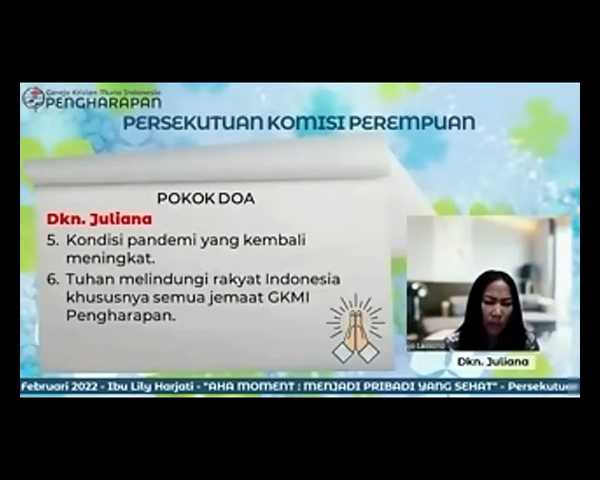 Gereja Kristen Muria Indonesia
PENGHARAPAN
PERSEKUTUAN KOMISI PEREMPUAN
POKOK DOA
Dkn. Juliana
5. Kondisi pandemi yang kembali
meningkat.
6. Tuhan melindungi rakyat Indonesia
khususnya semua jemaat GKMI
Pengharapan.
Dkn. Juliana
Februari 2022 - Ibu Lily Harjati - "AHA MOMENT : MENJADI PRIBADI YANG SEHAT" - Persekutuan